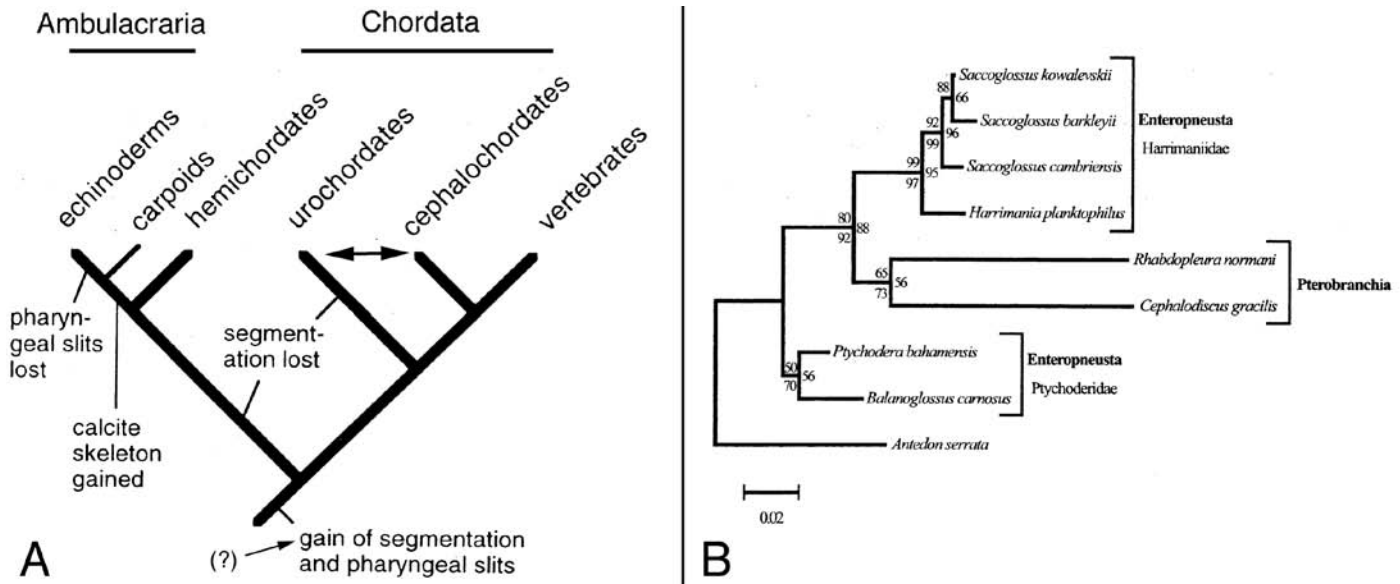 Ambulacraria
Chordata
echinoderms
carpoids
hemichordates
urochordates
cephalochordates
vertebrates
pharyn-
geal slits
lost
segment-
ation lost
calcite
skeleton
gained
(?)
gain of segmentation
and pharyngeal slits
A
Saccoglossus kowalevskii
88
66
Saccoglossus barkleyii
92
96
99
Enteropneusta
Harrimaniidae
Saccoglossus cambriensis
99
95
97
Harrimania planktophilus
80
88
92
Rhabdopleura normani
65
56
73
Pterobranchia
Cephalodiscus gracilis
Ptychodera bahamensis
50
56
70
Enteropneusta
Ptychoderidae
Balanoglossus carnosus
Antedon serrata
0.02
B